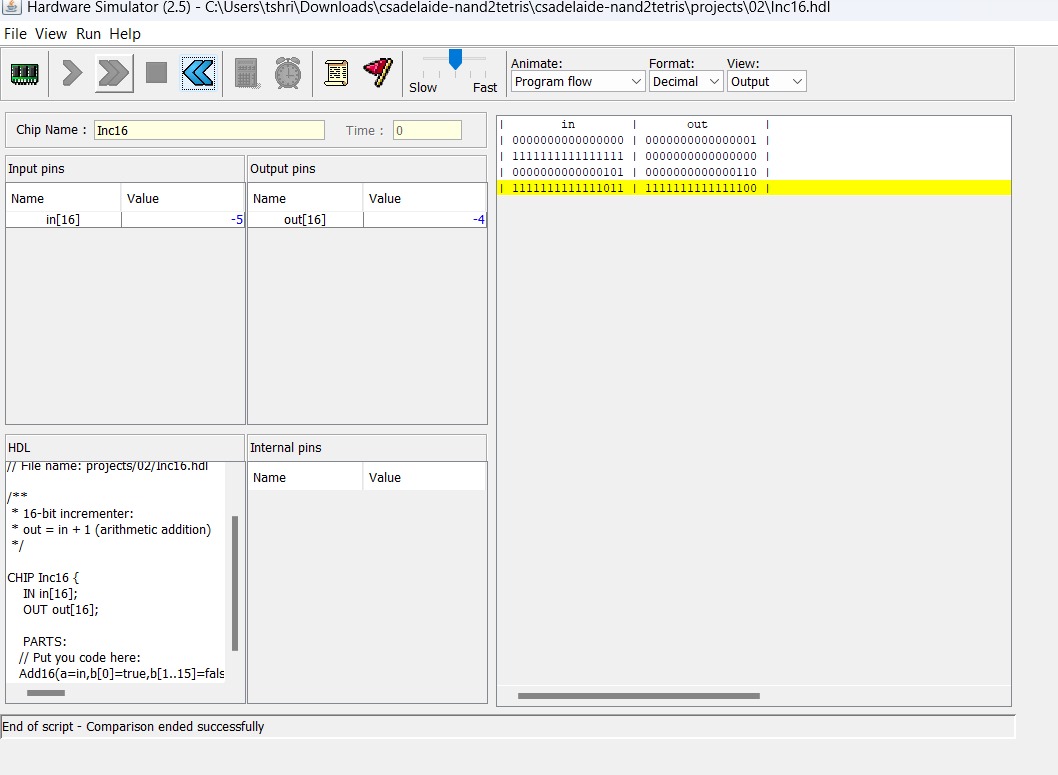 Hardware Simulator (2.5) - C:\Users\tshri\Downloads\csadelaide-nand2tetris\csadelaide-nand2tetris\projects\02\Inc16.hdl
File View Run Help
Slow Fast
Animate: Format: View:
Program flow Decimal Output
Chip Name : Inc16 Time : 0
Input pins
Name Value
in[16] -5
Output pins
Name Value
out[16] -4
HDL
// File name: projects/02/Inc16.hdl
/**
* 16-bit incrementer:
* out = in + 1 (arithmetic addition)
*/
CHIP Inc16 {
IN in[16];
OUT out[16];
PARTS:
// Put you code here:
Add16(a=in,b[0]=true,b[1..15]=fals
Internal pins
Name Value
| in | out |
| 0000000000000000 | 0000000000000001 |
| 1111111111111111 | 0000000000000000 |
| 0000000000000101 | 0000000000000110 |
| 1111111111111011 | 1111111111111100 |
End of script - Comparison ended successfully